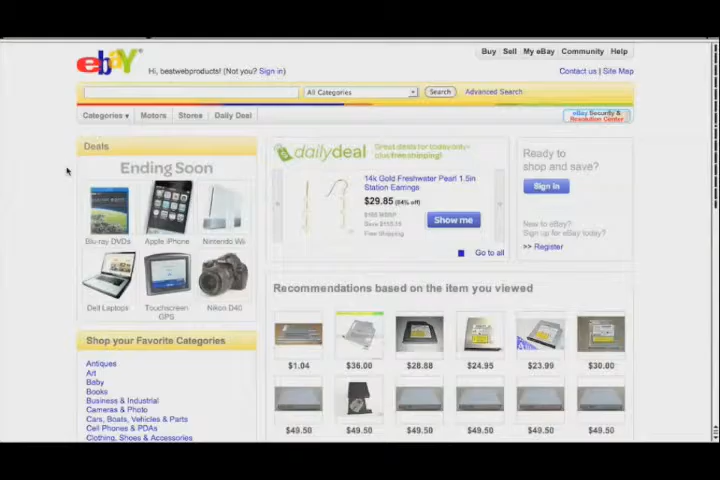 Buy Sell My eBay Community Help
ebay
Hi, bestwebproducts! (Not you? Sign in)
Contact us | Site Map
All Categories
Search
Advanced Search
Categories ▾ Motors Stores Daily Deal
eBay Security &
Resolution Center
Deals
Ending Soon
Blu-ray DVDs
Apple iPhone
Nintendo Wii
Dell Laptops
Touchscreen
GPS
Nikon D40
dailydeal
Great deals for today only–
plus free shipping!
14k Gold Freshwater Pearl 1.5in
Station Earrings
$29.85 (84% off)
Free Shipping
Show me
Go to all
Ready to
shop and save?
Sign in
New to eBay?
Sign up for eBay today?
>> Register
Recommendations based on the item you viewed
$1.04 $36.00 $28.88 $24.95 $23.99 $30.00
$49.50 $49.50 $49.50 $49.50 $49.50 $49.50
Shop your Favorite Categories
Antiques
Art
Baby
Books
Business & Industrial
Cameras & Photo
Cars, Boats, Vehicles & Parts
Cell Phones & PDAs
Clothing, Shoes & Accessories